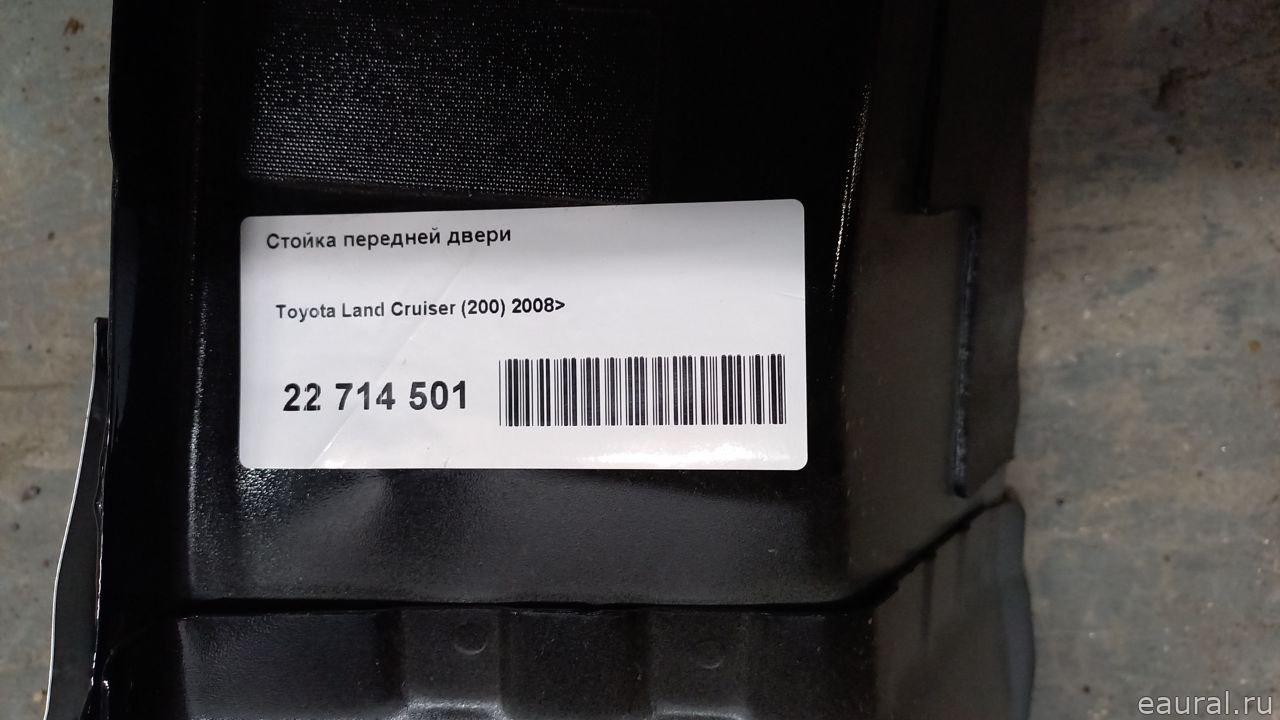 Стойка передней двери
Toyota Land Cruiser (200) 2008>
22 714 501
eaural.ru